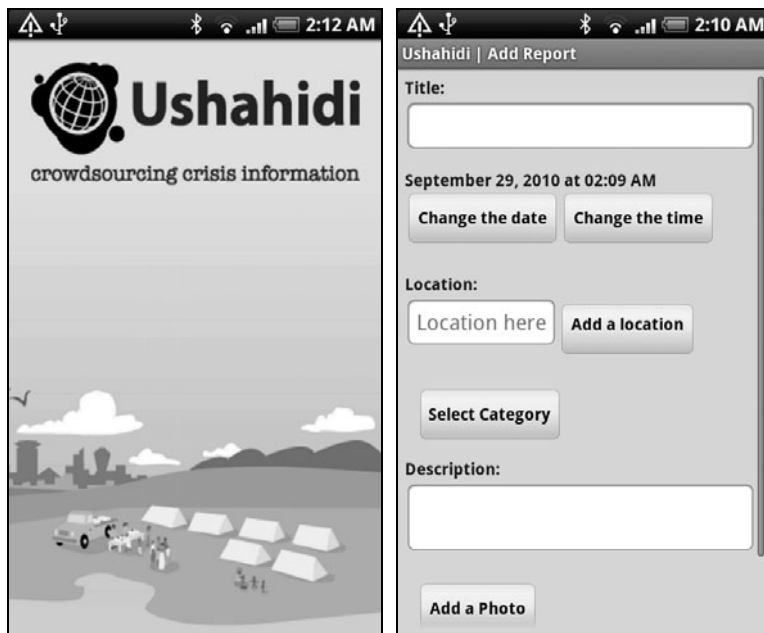 2:12 AM
Ushahidi
crowdsourcing crisis information
2:10 AM
Ushahidi | Add Report
Title:
September 29, 2010 at 02:09 AM
Change the date Change the time
Location:
Location here Add a location
Select Category
Description:
Add a Photo